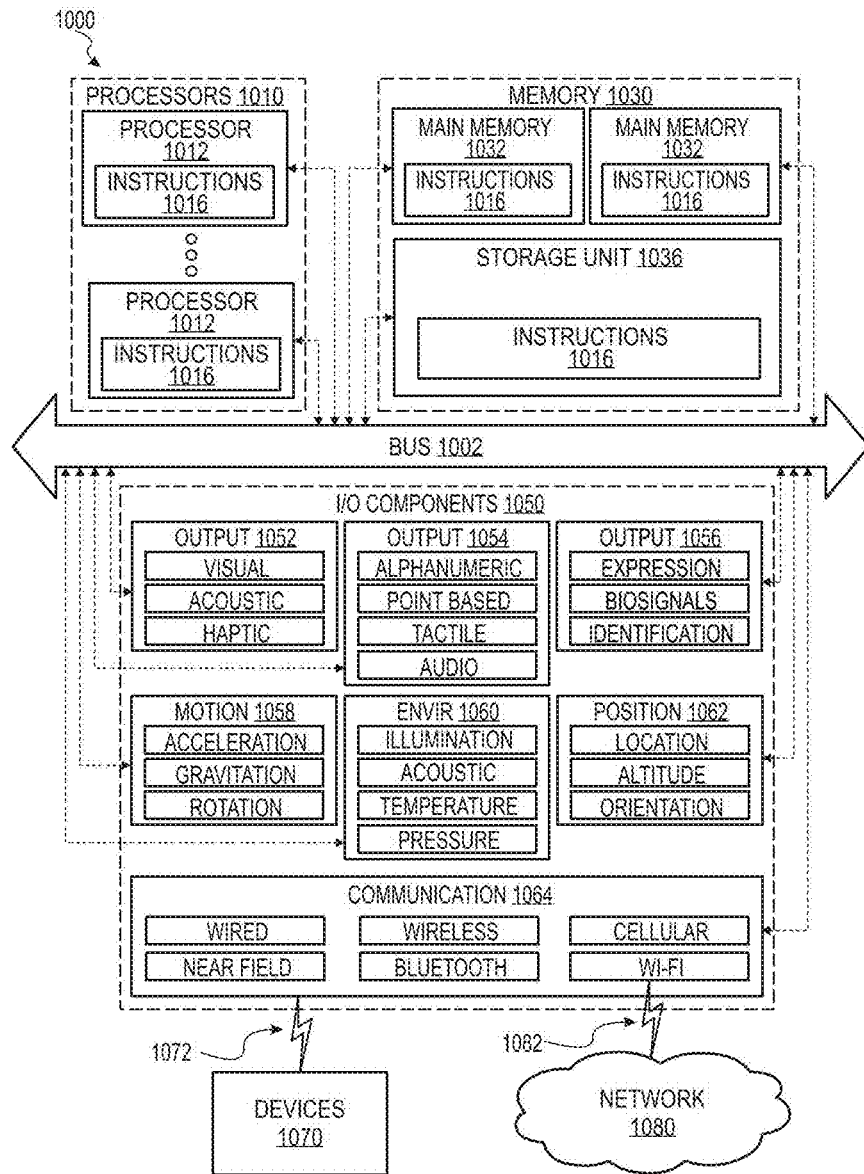 1000
PROCESSORS 1010
PROCESSOR
1012
INSTRUCTIONS
1016
PROCESSOR
1012
INSTRUCTIONS
1016
MEMORY 1030
MAIN MEMORY
1032
INSTRUCTIONS
1016
MAIN MEMORY
1032
INSTRUCTIONS
1016
STORAGE UNIT 1036
INSTRUCTIONS
1016
BUS 1002
I/O COMPONENTS 1050
OUTPUT 1052
VISUAL
ACOUSTIC
HAPTIC
OUTPUT 1054
ALPHANUMERIC
POINT BASED
TACTILE
AUDIO
OUTPUT 1056
EXPRESSION
BIOSIGNALS
IDENTIFICATION
MOTION 1058
ACCELERATION
GRAVITATION
ROTATION
ENVIR 1060
ILLUMINATION
ACOUSTIC
TEMPERATURE
PRESSURE
POSITION 1062
LOCATION
ALTITUDE
ORIENTATION
COMMUNICATION 1064
WIRED
WIRELESS
CELLULAR
NEAR FIELD
BLUETOOTH
WI-FI
1072
1082
DEVICES
1070
NETWORK
1080